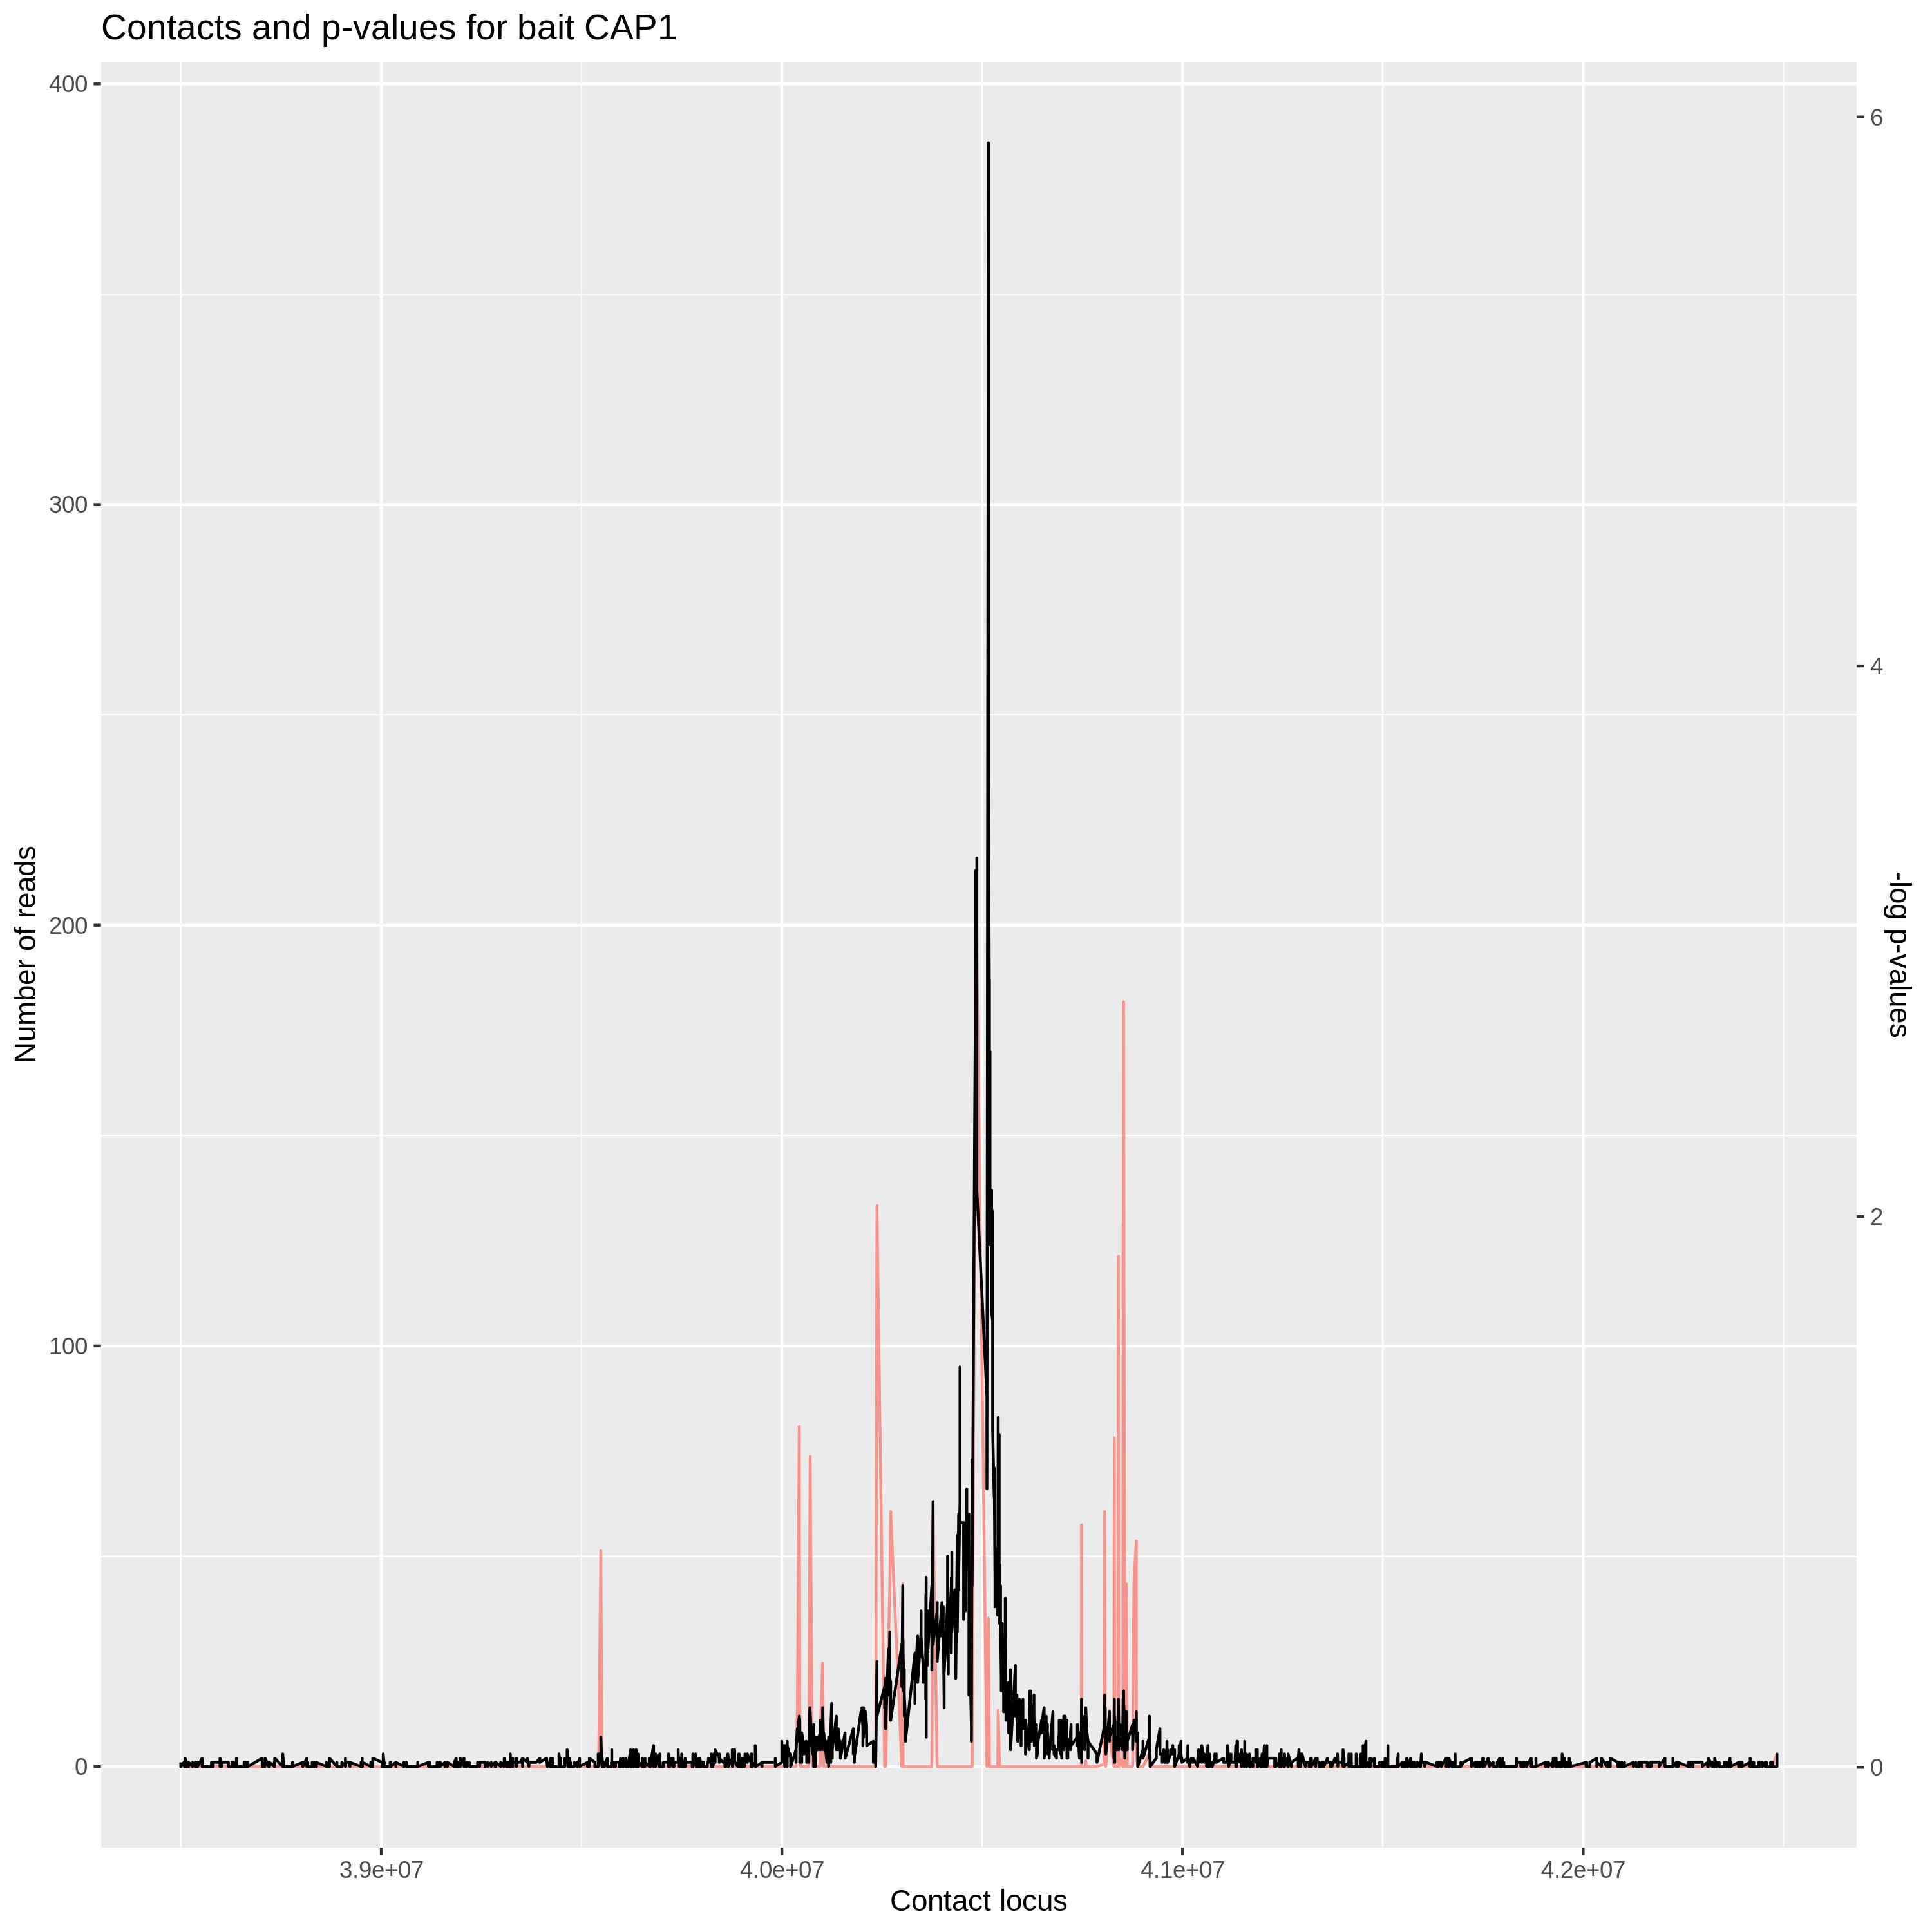 Contacts and p-values for bait CAP1
400
300
200
100
0
Number of reads
6
4
2
0
-log p-values
3.9e+07
4.0e+07
4.1e+07
4.2e+07
Contact locus